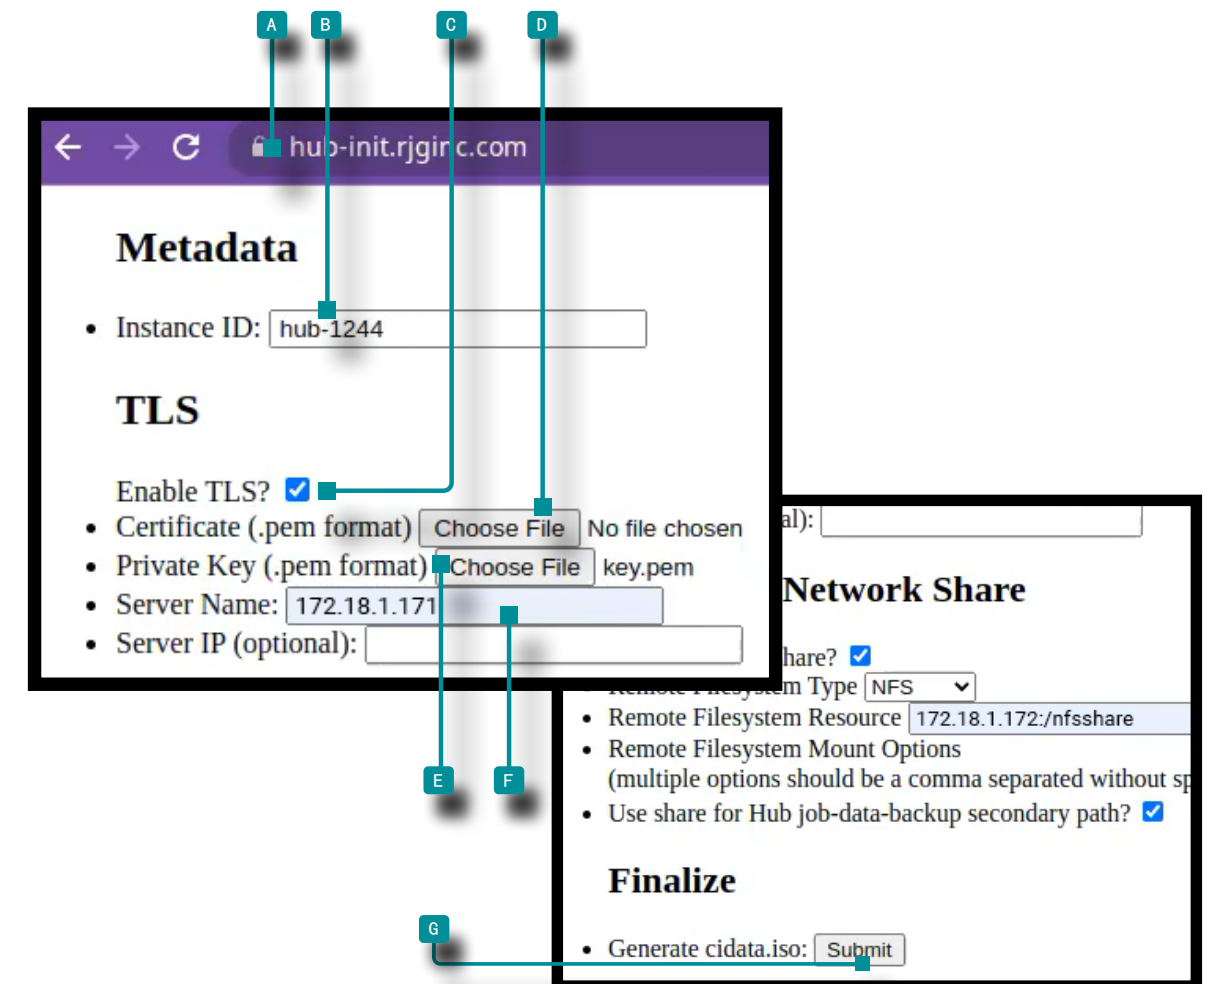 A B C D
hub-init.rjginc.com
Metadata
Instance ID: hub-1244
TLS
Enable TLS?
Certificate (.pem format) Choose File No file chosen
Private Key (.pem format) Choose File key.pem
Server Name: 172.18.1.171
Server IP (optional):
E F
al):
Network Share
hare?
Remote Filesystem Type NFS
Remote Filesystem Resource 172.18.1.172:/nfsshare
Remote Filesystem Mount Options
(multiple options should be a comma separated without sp
Use share for Hub job-data-backup secondary path?
Finalize
G
Generate cidata.iso: Submit